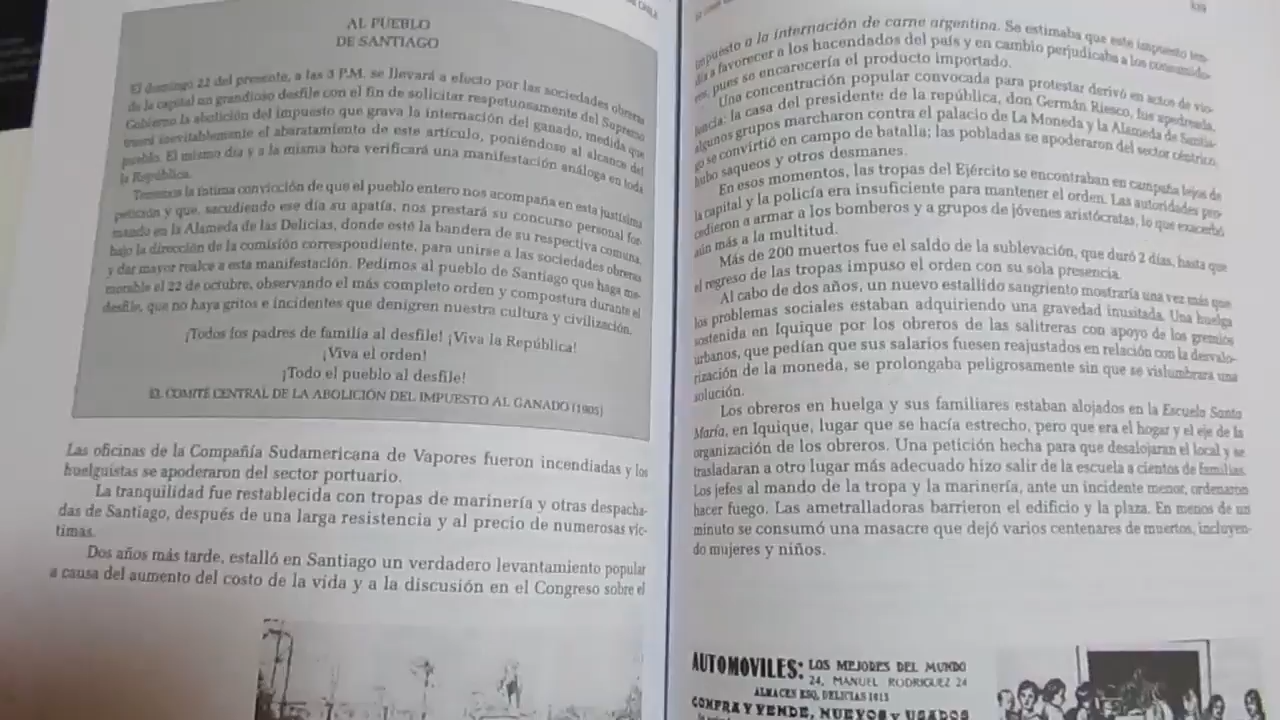 AL PUEBLO
DE SANTIAGO
El domingo 22 del presente, a las 3 P.M. se llevará a efecto por las sociedades obreras
de la capital un grandioso desfile con el fin de solicitar respetuosamente del Supremo
Gobierno la abolición del impuesto que grava la internación del ganado, medida que
traerá inevitablemente el abaratamiento de este artículo, poniéndose al alcance del
pueblo. El mismo día y a la misma hora verificará una manifestación análoga en toda
la República.
Tenemos la íntima convicción de que el pueblo entero nos acompaña en esta justísima
petición y que, sacudiendo ese día su apatía, nos prestará su concurso personal for-
mando en la Alameda de las Delicias, donde esté la bandera de su respectiva comuna,
bajo la dirección de la comisión correspondiente, para unirse a las sociedades obreras
y dar mayor realce a esta manifestación. Pedimos al pueblo de Santiago que haga me-
morable el 22 de octubre, observando el más completo orden y compostura durante el
desfile, que no haya gritos e incidentes que denigren nuestra cultura y civilización.
¡Todos los padres de familia al desfile! ¡Viva la República!
¡Viva el orden!
¡Todo el pueblo al desfile!
EL COMITÉ CENTRAL DE LA ABOLICIÓN DEL IMPUESTO AL GANADO (1905)
Las oficinas de la Compañía Sudamericana de Vapores fueron incendiadas y los
huelguistas se apoderaron del sector portuario.
La tranquilidad fue restablecida con tropas de marinería y otras despacha-
das de Santiago, después de una larga resistencia y al precio de numerosas víc-
timas.
Dos años más tarde, estalló en Santiago un verdadero levantamiento popular
a causa del aumento del costo de la vida y a la discusión en el Congreso sobre el
impuesto a la internación de carne argentina. Se estimaba que este impuesto ten-
día a favorecer a los hacendados del país y en cambio perjudicaba a los consumido-
res, pues se encarecería el producto importado.
Una concentración popular convocada para protestar derivó en actos de vio-
lencia: la casa del presidente de la república, don Germán Riesco, fue apedreada,
algunos grupos marcharon contra el palacio de La Moneda y la Alameda de Santia-
go se convirtió en campo de batalla; las pobladas se apoderaron del sector céntrico,
hubo saqueos y otros desmanes.
En esos momentos, las tropas del Ejército se encontraban en campaña lejos de
la capital y la policía era insuficiente para mantener el orden. Las autoridades pro-
cedieron a armar a los bomberos y a grupos de jóvenes aristócratas, lo que exacerbó
aún más a la multitud.
Más de 200 muertos fue el saldo de la sublevación, que duró 2 días, hasta que
el regreso de las tropas impuso el orden con su sola presencia.
Al cabo de dos años, un nuevo estallido sangriento mostraría una vez más que
los problemas sociales estaban adquiriendo una gravedad inusitada. Una huelga
sostenida en Iquique por los obreros de las salitreras con apoyo de los gremios
urbanos, que pedían que sus salarios fuesen reajustados en relación con la desvalo-
rización de la moneda, se prolongaba peligrosamente sin que se vislumbrara una
solución.
Los obreros en huelga y sus familiares estaban alojados en la Escuela Santa
María, en Iquique, lugar que se hacía estrecho, pero que era el hogar y el eje de la
organización de los obreros. Una petición hecha para que desalojaran el local y se
trasladaran a otro lugar más adecuado hizo salir de la escuela a cientos de familias.
Los jefes al mando de la tropa y la marinería, ante un incidente menor, ordenaron
hacer fuego. Las ametralladoras barrieron el edificio y la plaza. En menos de un
minuto se consumó una masacre que dejó varios centenares de muertos, incluyen-
do mujeres y niños.
AUTOMOVILES: LOS MEJORES DEL MUNDO
24, MANUEL RODRIGUEZ 24
ALMACEN ESQ. DELICIAS 1013
COMPRA Y VENDE, NUEVOS Y USADOS